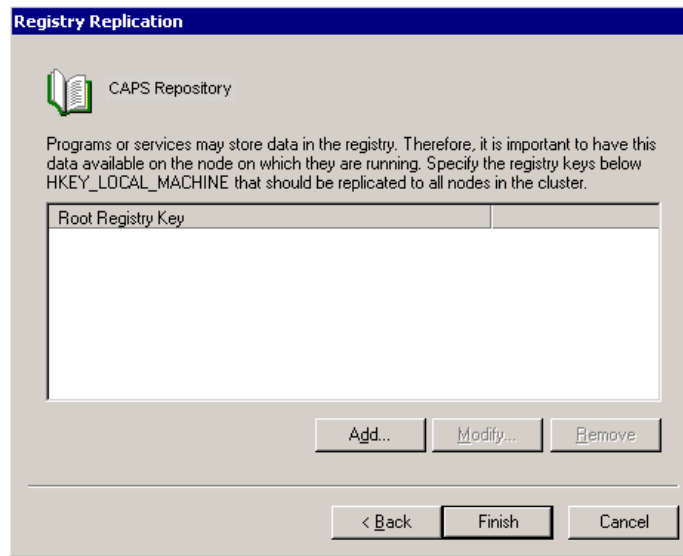 Registry Replication
CAPS Repository
Programs or services may store data in the registry. Therefore, it is important to have this
data available on the node on which they are running. Specify the registry keys below
HKEY_LOCAL_MACHINE that should be replicated to all nodes in the cluster.
Root Registry Key
Add... Modify... Remove
< Back Finish Cancel